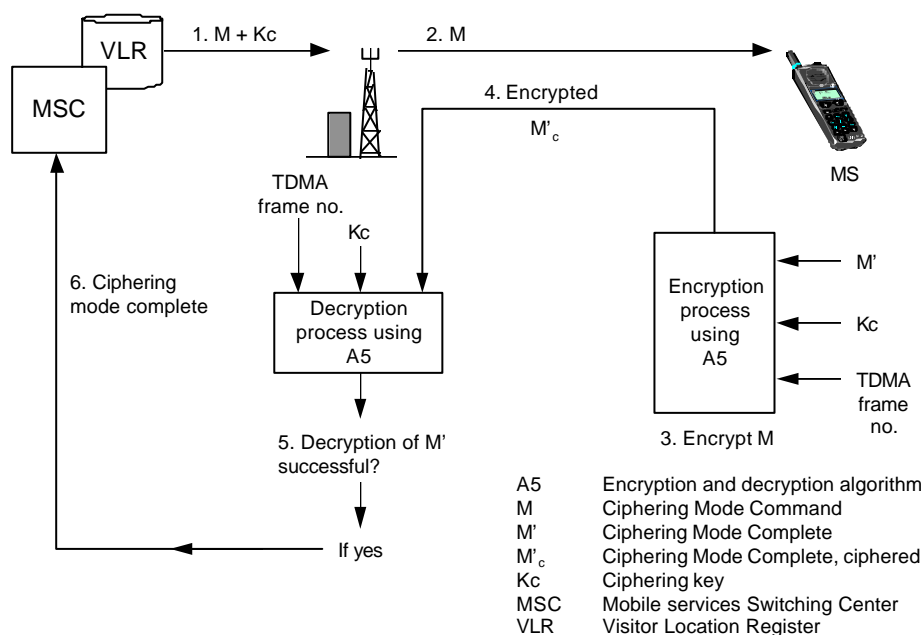 VLR
MSC
1. M + Kc
2. M
MS
4. Encrypted
M'c
TDMA
frame no.
Kc
6. Ciphering
mode complete
Decryption
process using
A5
Encryption
process
using
A5
M'
Kc
TDMA
frame
no.
3. Encrypt M
5. Decryption of M'
successful?
If yes
A5 Encryption and decryption algorithm
M Ciphering Mode Command
M' Ciphering Mode Complete
M'c Ciphering Mode Complete, ciphered
Kc Ciphering key
MSC Mobile services Switching Center
VLR Visitor Location Register